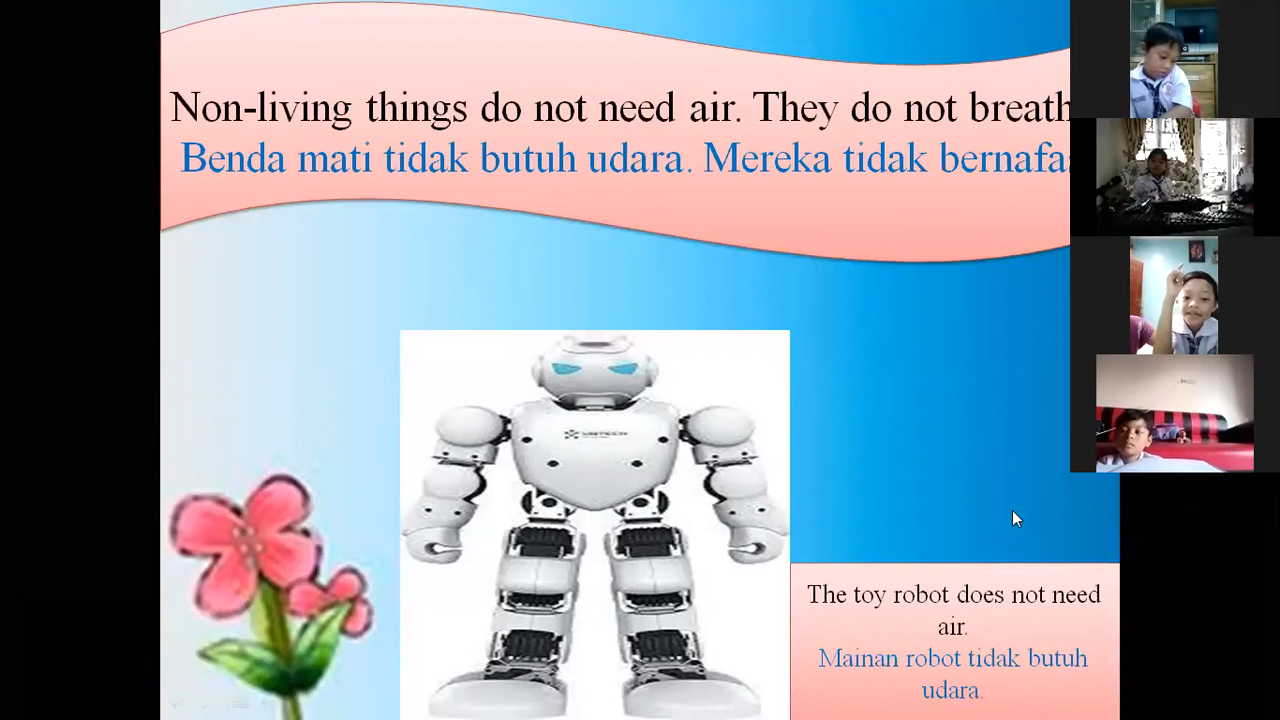 Non-living things do not need air. They do not breath
Benda mati tidak butuh udara. Mereka tidak bernafa
The toy robot does not need
air.
Mainan robot tidak butuh
udara.